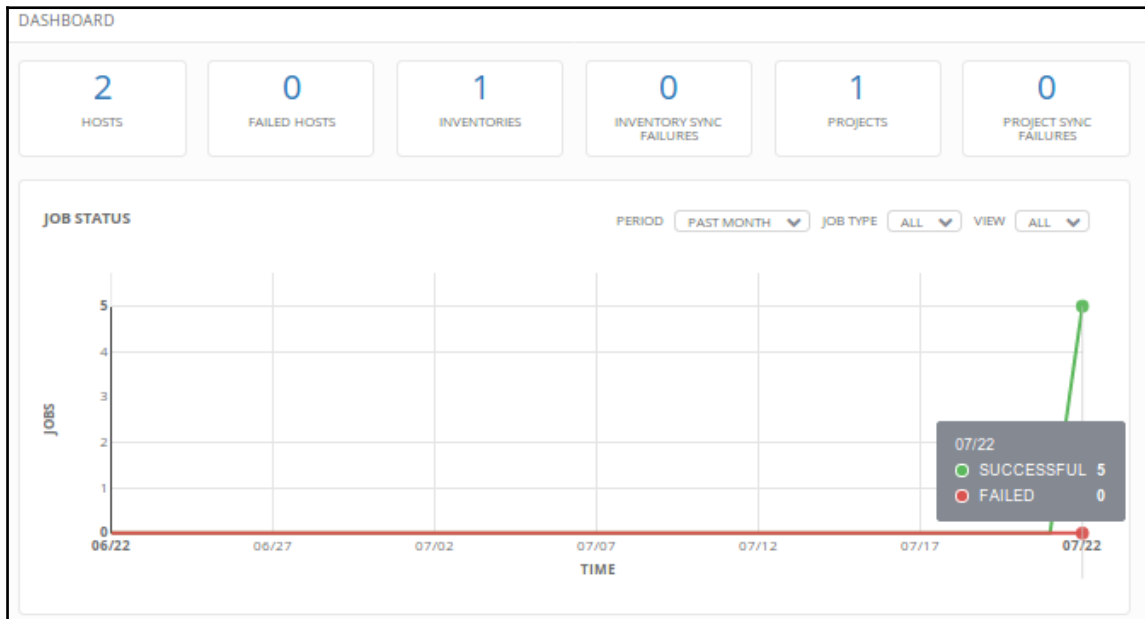 DASHBOARD
2
HOSTS
0
FAILED HOSTS
1
INVENTORIES
0
INVENTORY SYNC
FAILURES
1
PROJECTS
0
PROJECT SYNC
FAILURES
JOB STATUS
PERIOD PAST MONTH JOB TYPE ALL VIEW ALL
5
4
3
2
1
0
JOBS
07/22
SUCCESSFUL 5
FAILED 0
06/22 06/27 07/02 07/07 07/12 07/17 07/22
TIME